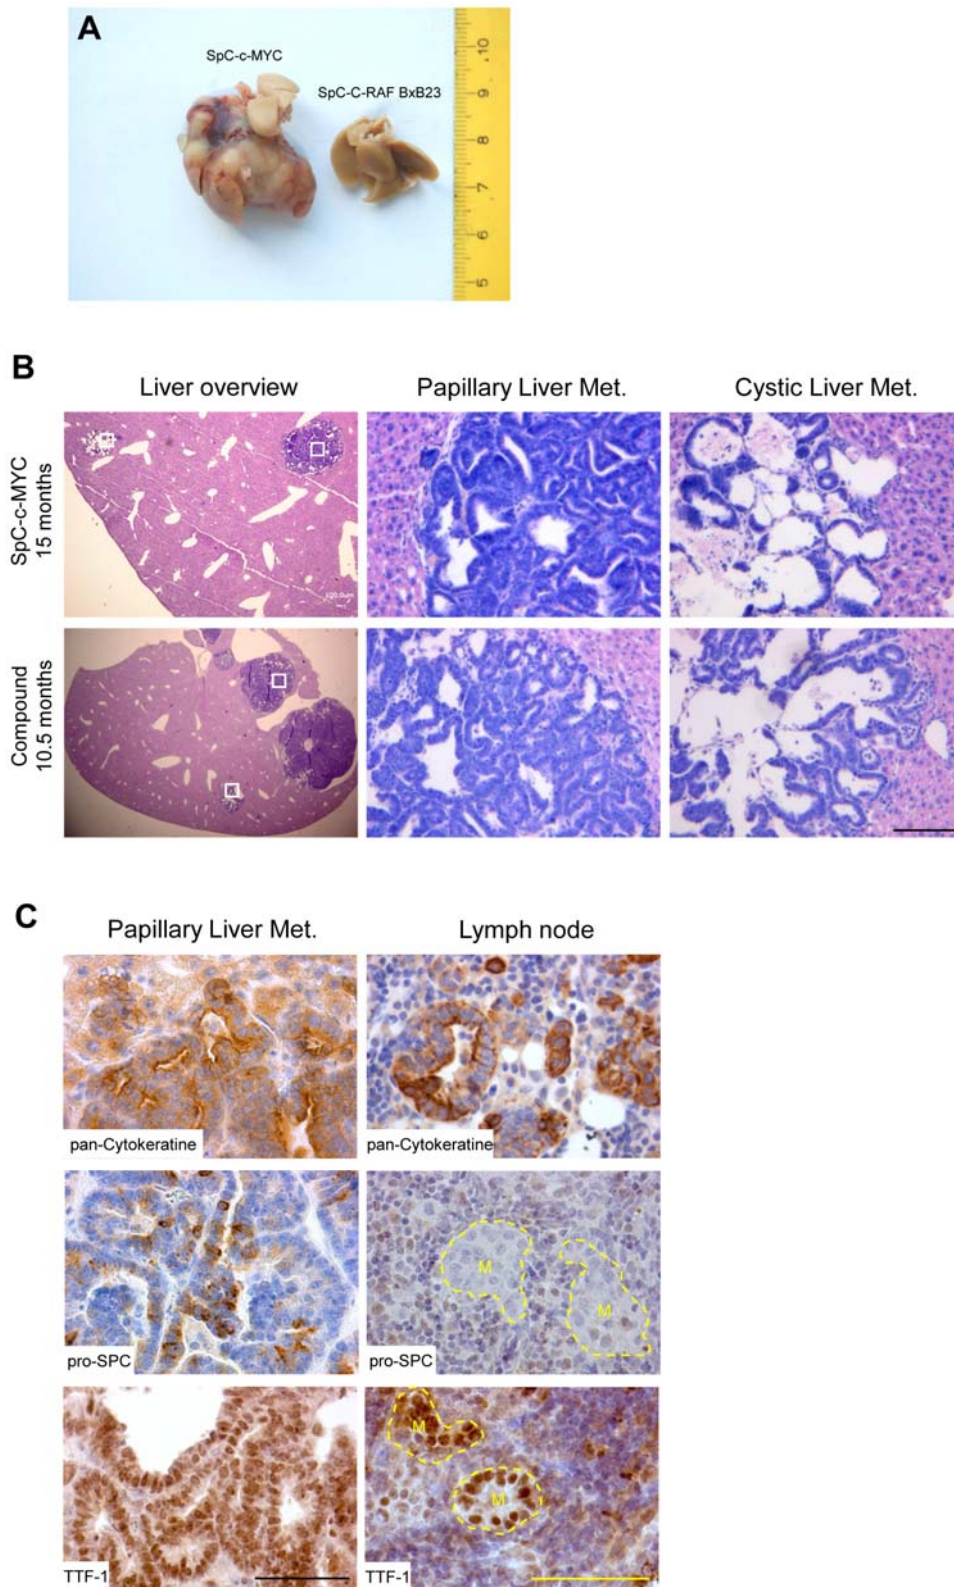 A
SpC-c-MYC
SpC-C-RAF BxB23
10
9
8
7
6
5
B
Liver overview
Papillary Liver Met.
Cystic Liver Met.
SpC-c-MYC
15 months
Compound
10.5 months
C
Papillary Liver Met.
Lymph node
pan-Cytokeratine
pan-Cytokeratine
pro-SPC
M
M
pro-SPC
TTF-1
M
M
TTF-1